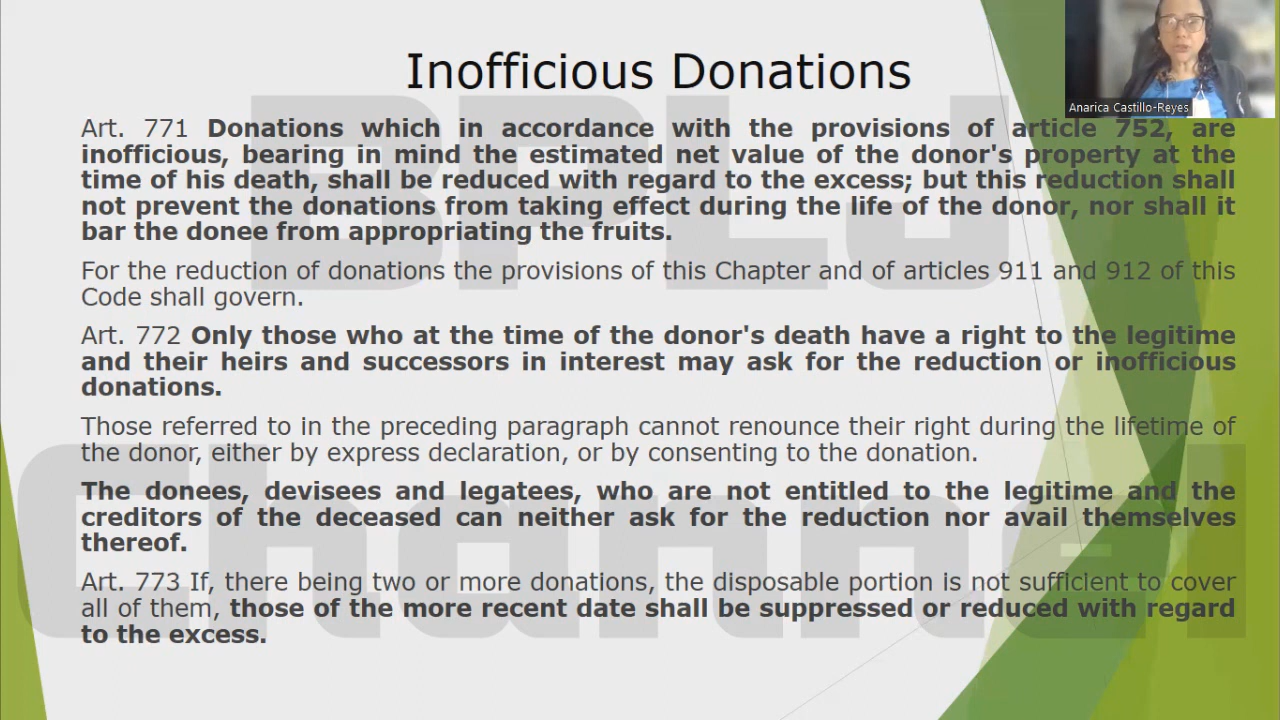 Inofficious Donations
Anarica Castillo-Reyes
Art. 771 Donations which in accordance with the provisions of article 752, are
inofficious, bearing in mind the estimated net value of the donor's property at the
time of his death, shall be reduced with regard to the excess; but this reduction shall
not prevent the donations from taking effect during the life of the donor, nor shall it
bar the donee from appropriating the fruits.
For the reduction of donations the provisions of this Chapter and of articles 911 and 912 of this
Code shall govern.
Art. 772 Only those who at the time of the donor's death have a right to the legitime
and their heirs and successors in interest may ask for the reduction or inofficious
donations.
Those referred to in the preceding paragraph cannot renounce their right during the lifetime of
the donor, either by express declaration, or by consenting to the donation.
The donees, devisees and legatees, who are not entitled to the legitime and the
creditors of the deceased can neither ask for the reduction nor avail themselves
thereof.
Art. 773 If, there being two or more donations, the disposable portion is not sufficient to cover
all of them, those of the more recent date shall be suppressed or reduced with regard
to the excess.
BPLJ
Channel